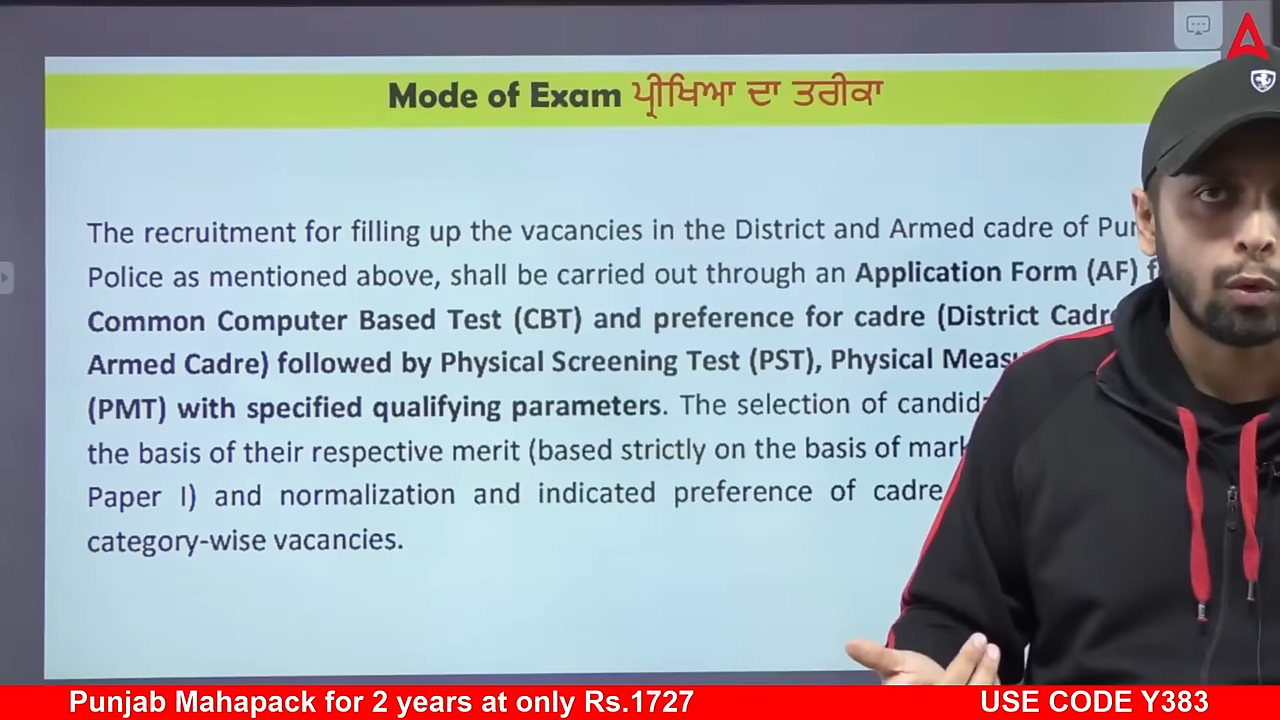 Mode of Exam ਪ੍ਰੀਖਿਆ ਦਾ ਤਰੀਕਾ
The recruitment for filling up the vacancies in the District and Armed cadre of
Police as mentioned above, shall be carried out through an Application Form (AF)
Common Computer Based Test (CBT) and preference for cadre (District
Armed Cadre) followed by Physical Screening Test (PST), Physical
(PMT) with specified qualifying parameters. The selection of
the basis of their respective merit (based strictly on the basis of
Paper I) and normalization and indicated preference of cadre
category-wise vacancies.
Punjab Mahapack for 2 years at only Rs.1727
USE CODE Y383